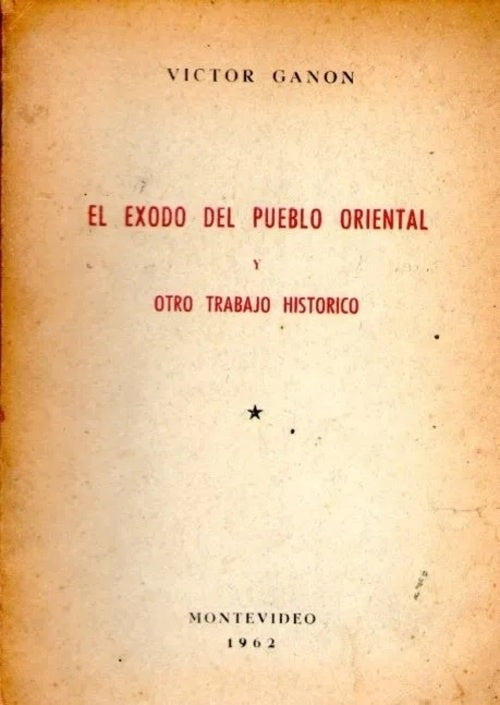 VICTOR GANON
EL EXODO DEL PUEBLO ORIENTAL
Y
OTRO TRABAJO HISTORICO
MONTEVIDEO
1962